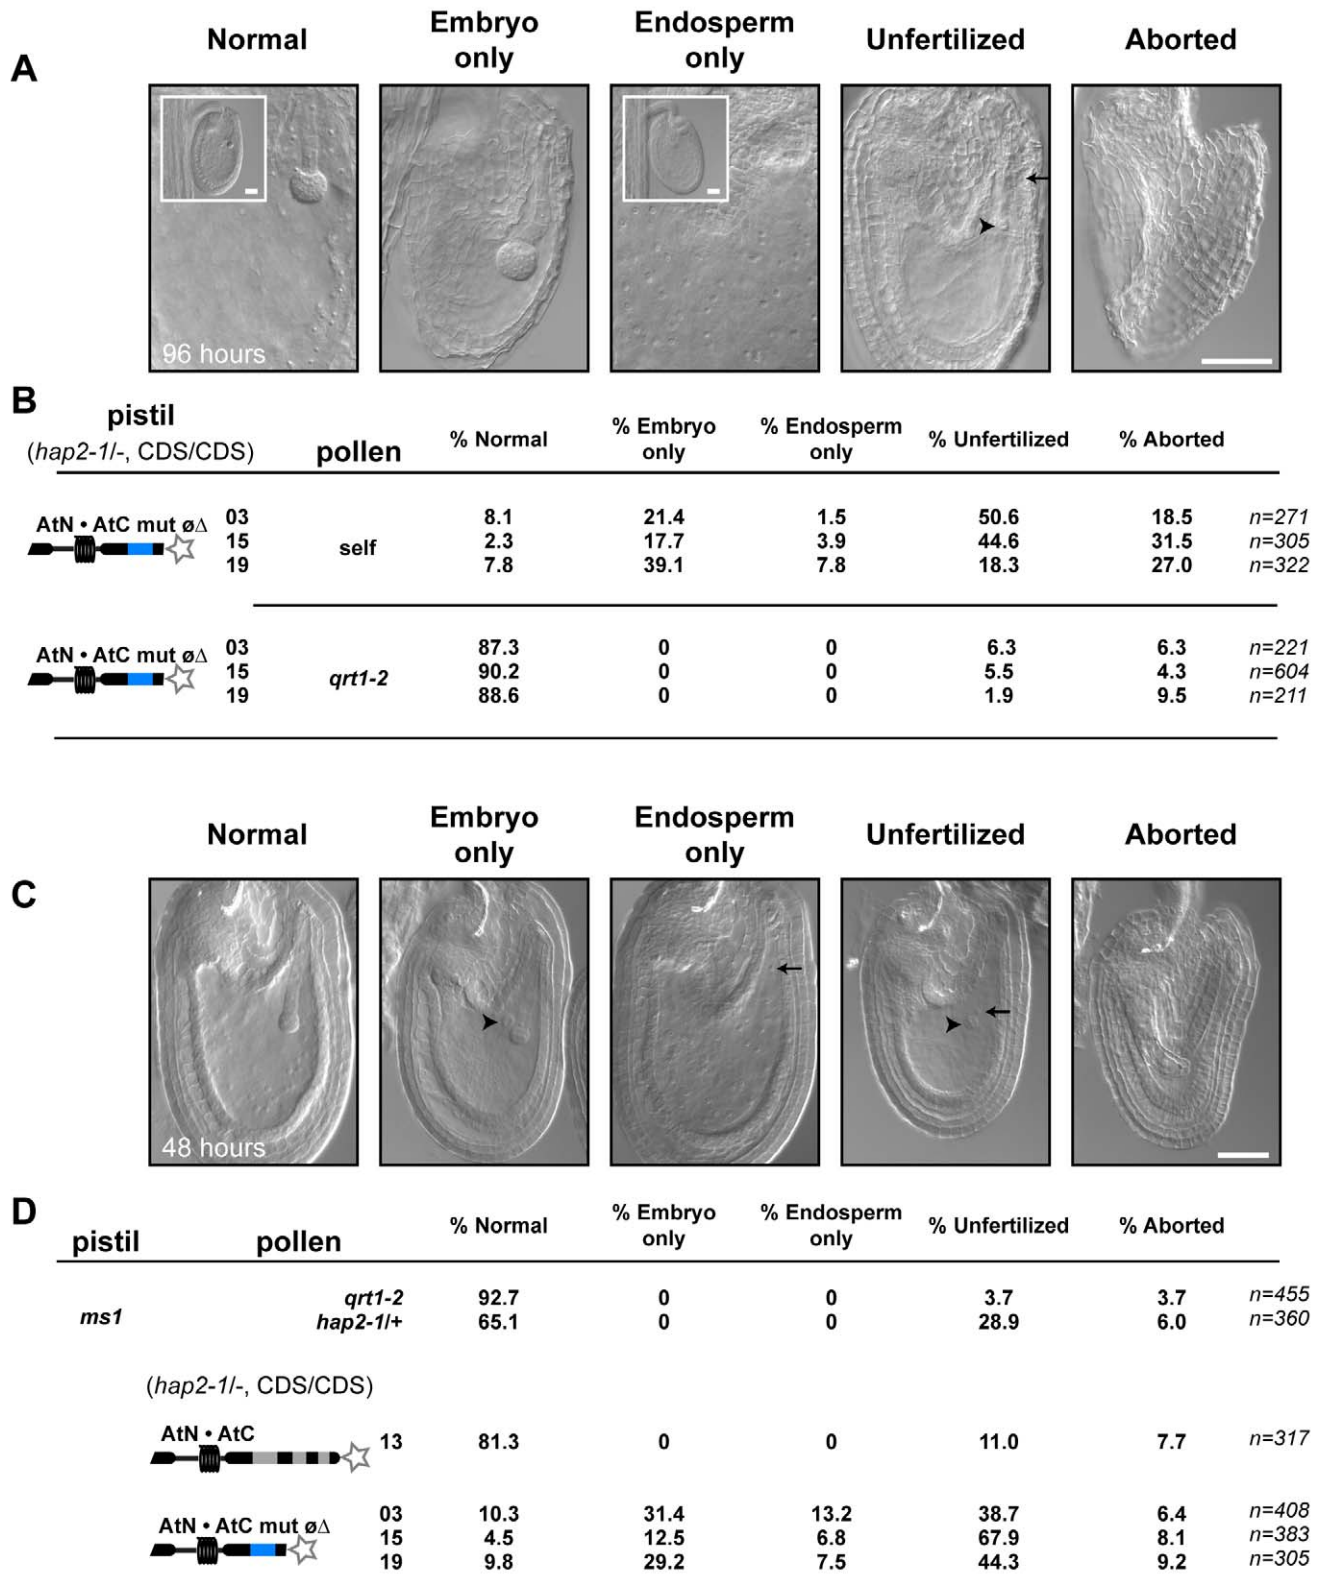 Normal
Embryo only
Endosperm only
Unfertilized
Aborted
A
96 hours
B
pistil
(hap2-1/-, CDS/CDS)
pollen
% Normal
% Embryo only
% Endosperm only
% Unfertilized
% Aborted
AtN • AtC mut øΔ
self
03 8.1 21.4 1.5 50.6 18.5 n=271
15 2.3 17.7 3.9 44.6 31.5 n=305
19 7.8 39.1 7.8 18.3 27.0 n=322
AtN • AtC mut øΔ
qrt1-2
03 87.3 0 0 6.3 6.3 n=221
15 90.2 0 0 5.5 4.3 n=604
19 88.6 0 0 1.9 9.5 n=211
Normal
Embryo only
Endosperm only
Unfertilized
Aborted
C
48 hours
D
pistil
pollen
% Normal
% Embryo only
% Endosperm only
% Unfertilized
% Aborted
ms1
qrt1-2 92.7 0 0 3.7 3.7 n=455
hap2-1/+ 65.1 0 0 28.9 6.0 n=360
(hap2-1/-, CDS/CDS)
AtN • AtC
13 81.3 0 0 11.0 7.7 n=317
AtN • AtC mut øΔ
03 10.3 31.4 13.2 38.7 6.4 n=408
15 4.5 12.5 6.8 67.9 8.1 n=383
19 9.8 29.2 7.5 44.3 9.2 n=305